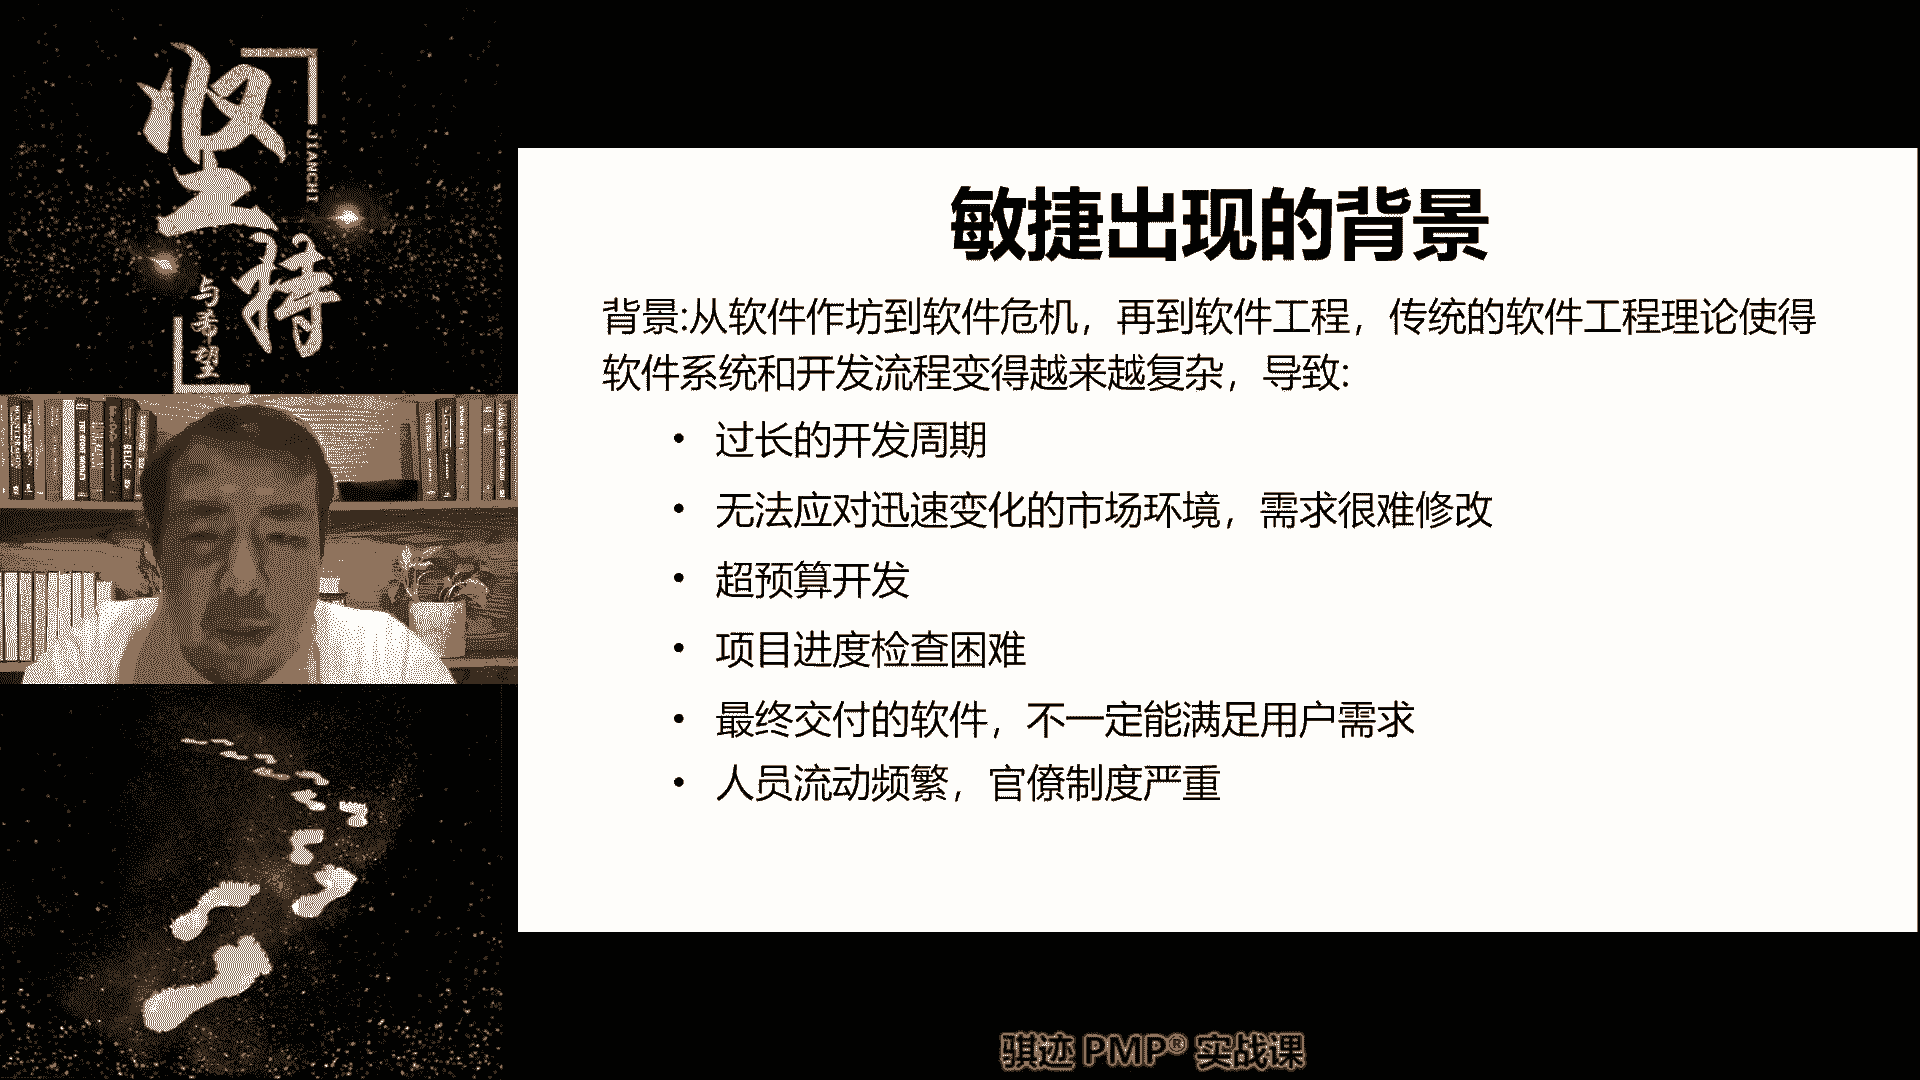 坚持
JIANCHI
与希望
敏捷出现的背景
背景:从软件作坊到软件危机，再到软件工程，传统的软件工程理论使得
软件系统和开发流程变得越来越复杂，导致:
• 过长的开发周期
• 无法应对迅速变化的市场环境，需求很难修改
• 超预算开发
• 项目进度检查困难
• 最终交付的软件，不一定能满足用户需求
• 人员流动频繁，官僚制度严重
RELIC
骐迹 PMP® 实战课